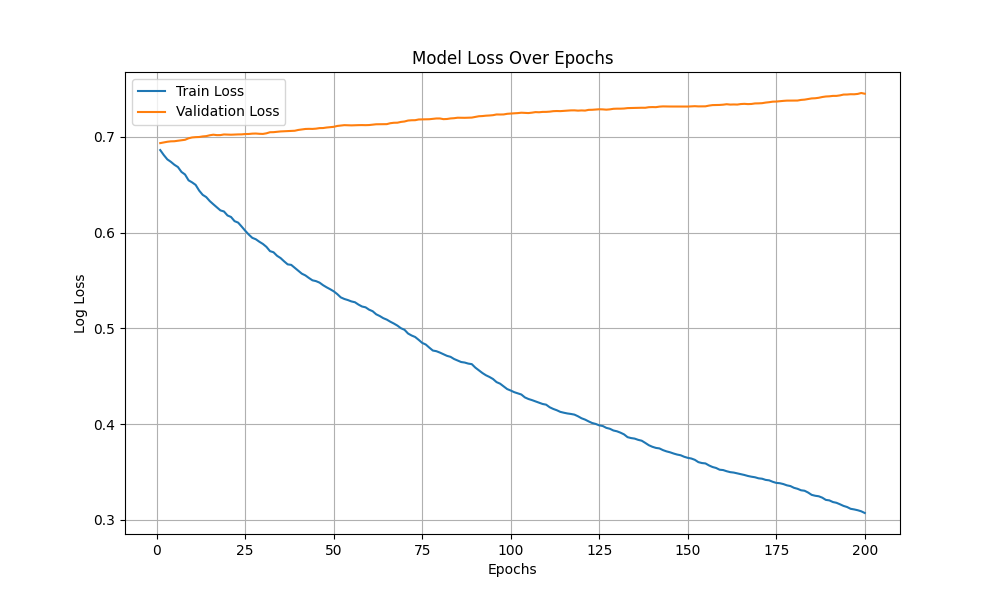 Model Loss Over Epochs
Train Loss
Validation Loss
0.7
0.6
0.5
0.4
0.3
Log Loss
0 25 50 75 100 125 150 175 200
Epochs